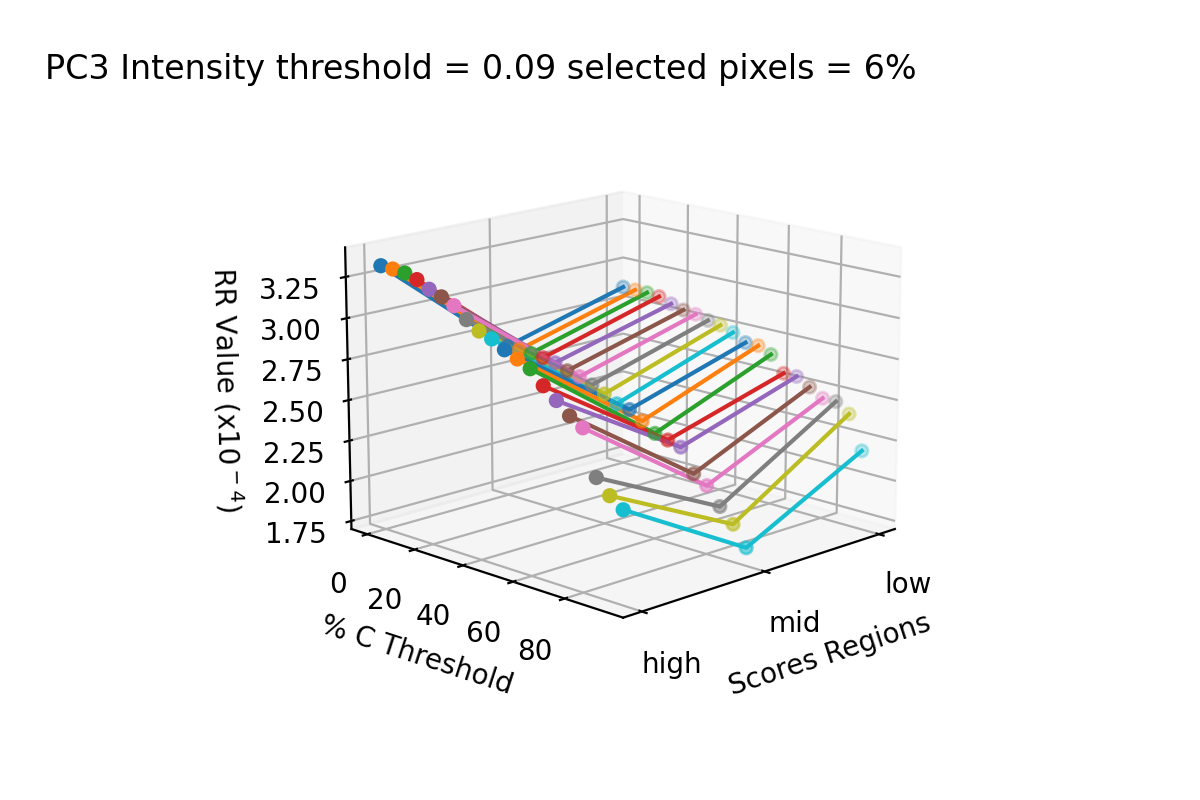 PC3 Intensity threshold = 0.09 selected pixels = 6%
RR Value (x10⁻⁴)
3.25
3.00
2.75
2.50
2.25
2.00
1.75
0
20
40
60
80
% C Threshold
high
mid
low
Scores Regions